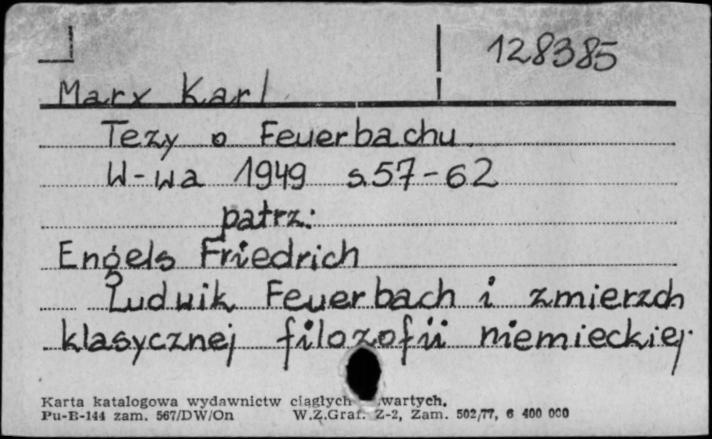 128385
Marx Karl
Tezy o Feuerbachu
W-wa 1949 s.57-62
patrz:
Engels Friedrich
Ludwik Feuerbach i zmierzch
klasycznej filozofii niemieckiej.
Karta katalogowa wydawnictw ciągłych wartych.
Pu-B-144 zam. 567/DW/On W.Z.Graf. Z-2, Zam. 502/77, 6 400 000